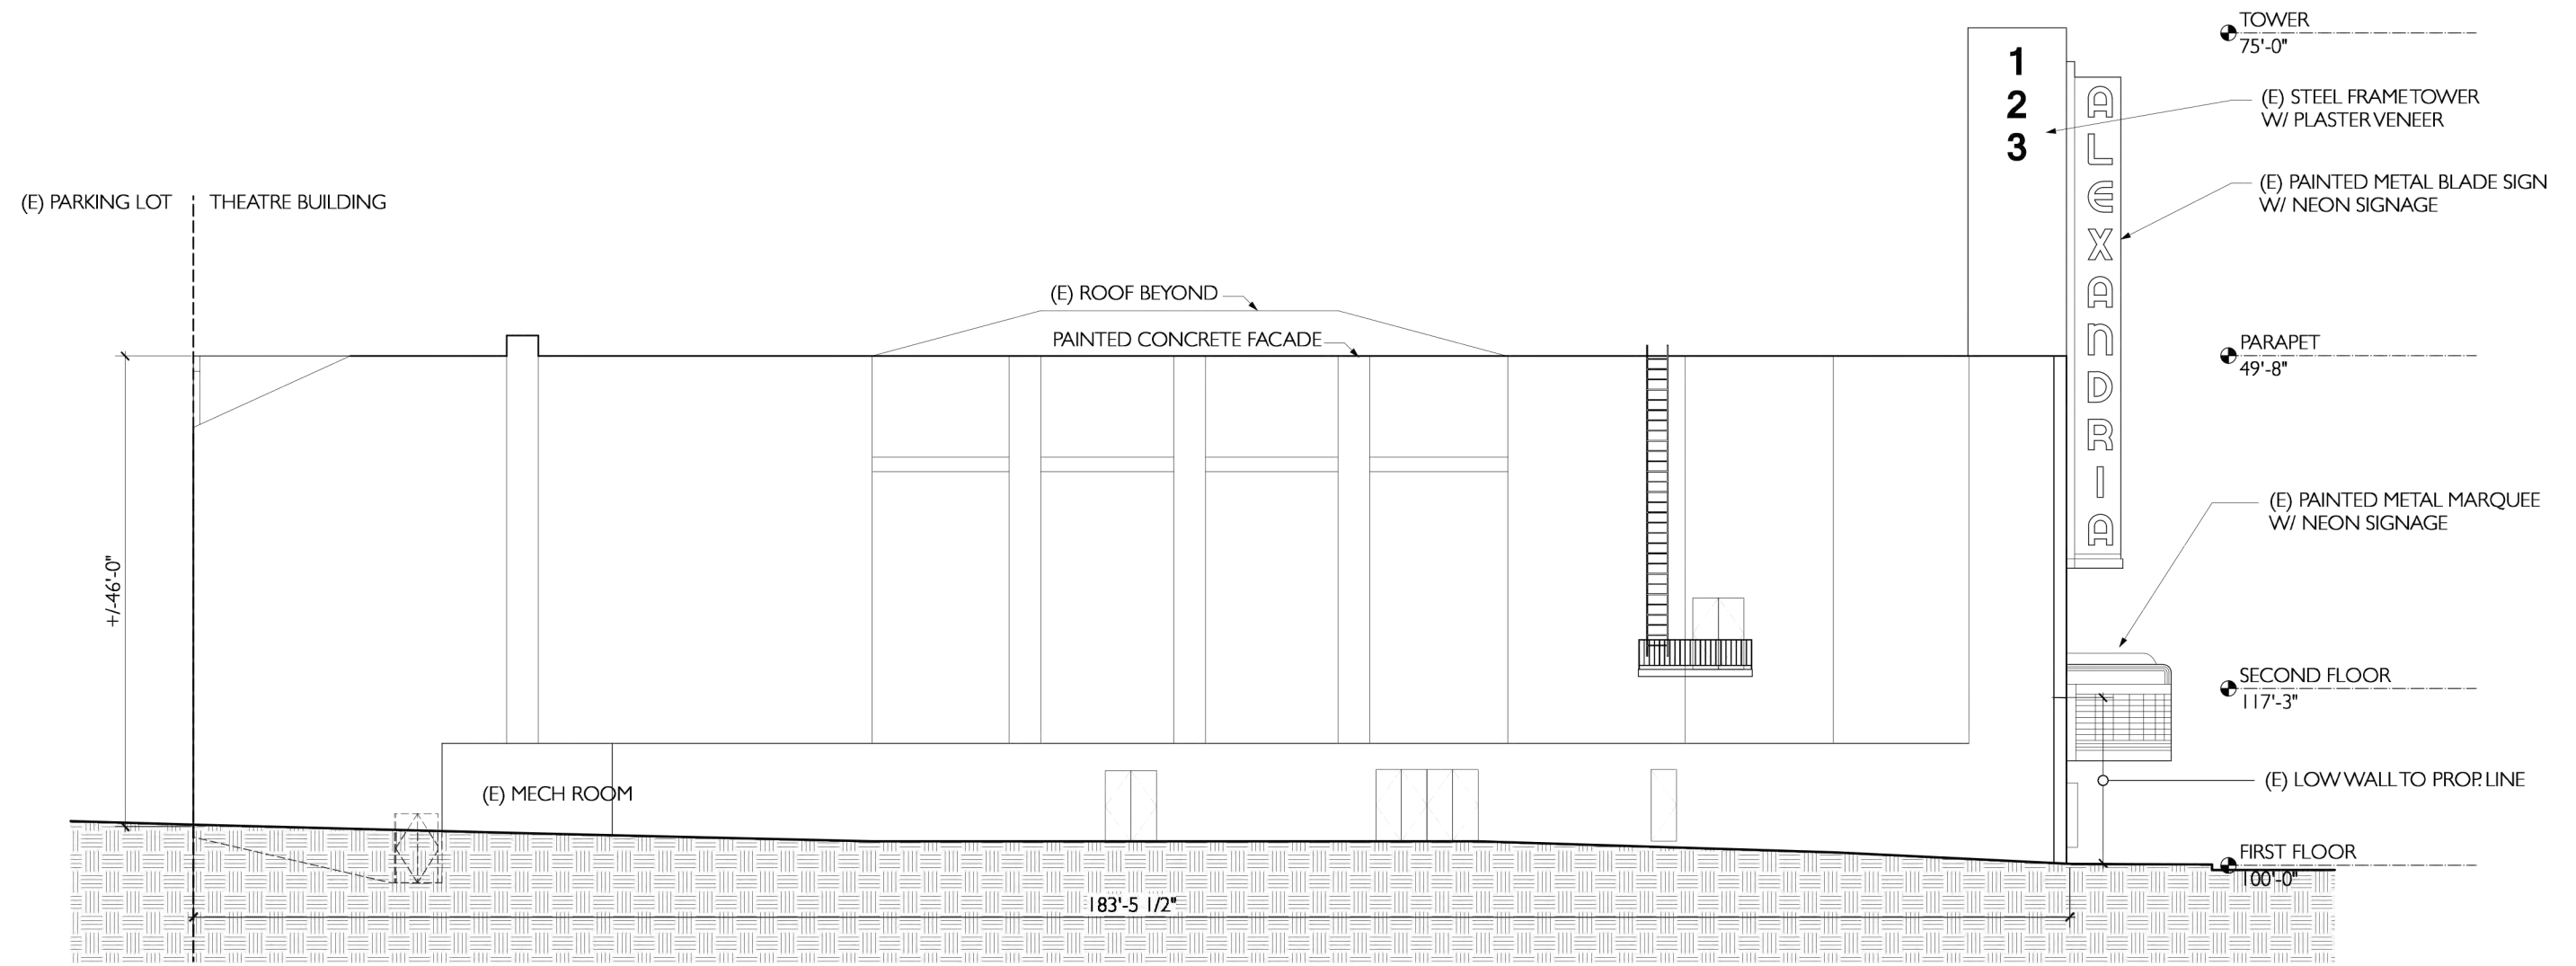 TOWER
75'-0"
1
2
3
(E) STEEL FRAME TOWER
W/ PLASTER VENEER
ALEXANDRIA
(E) PAINTED METAL BLADE SIGN
W/ NEON SIGNAGE
(E) PARKING LOT
THEATRE BUILDING
(E) ROOF BEYOND
PAINTED CONCRETE FACADE
PARAPET
49'-8"
(E) PAINTED METAL MARQUEE
W/ NEON SIGNAGE
+/-46'-0"
SECOND FLOOR
117'-3"
(E) MECH ROOM
(E) LOW WALL TO PROP. LINE
FIRST FLOOR
100'-0"
183'-5 1/2"